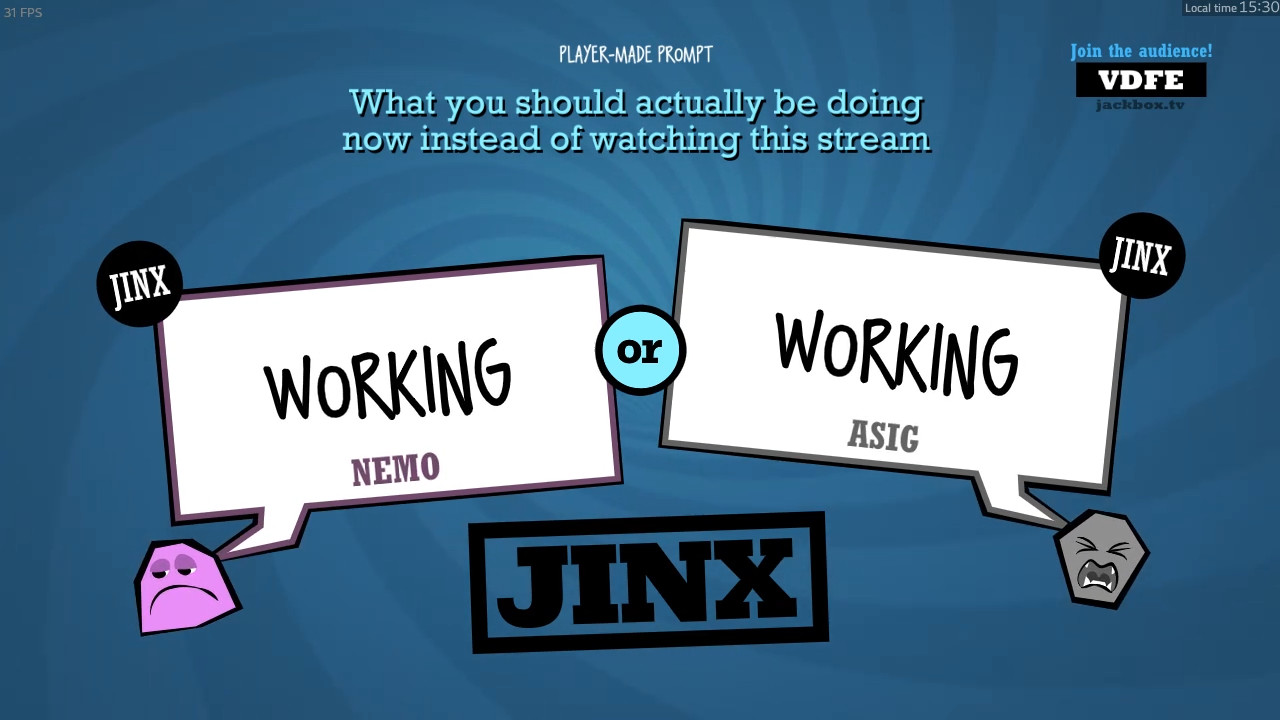 31 FPS
Local time 15:30
PLAYER-MADE PROMPT
Join the audience!
VDFE
jackbox.tv
What you should actually be doing
now instead of watching this stream
JINX
JINX
WORKING
or
WORKING
NEMO
ASIG
JINX